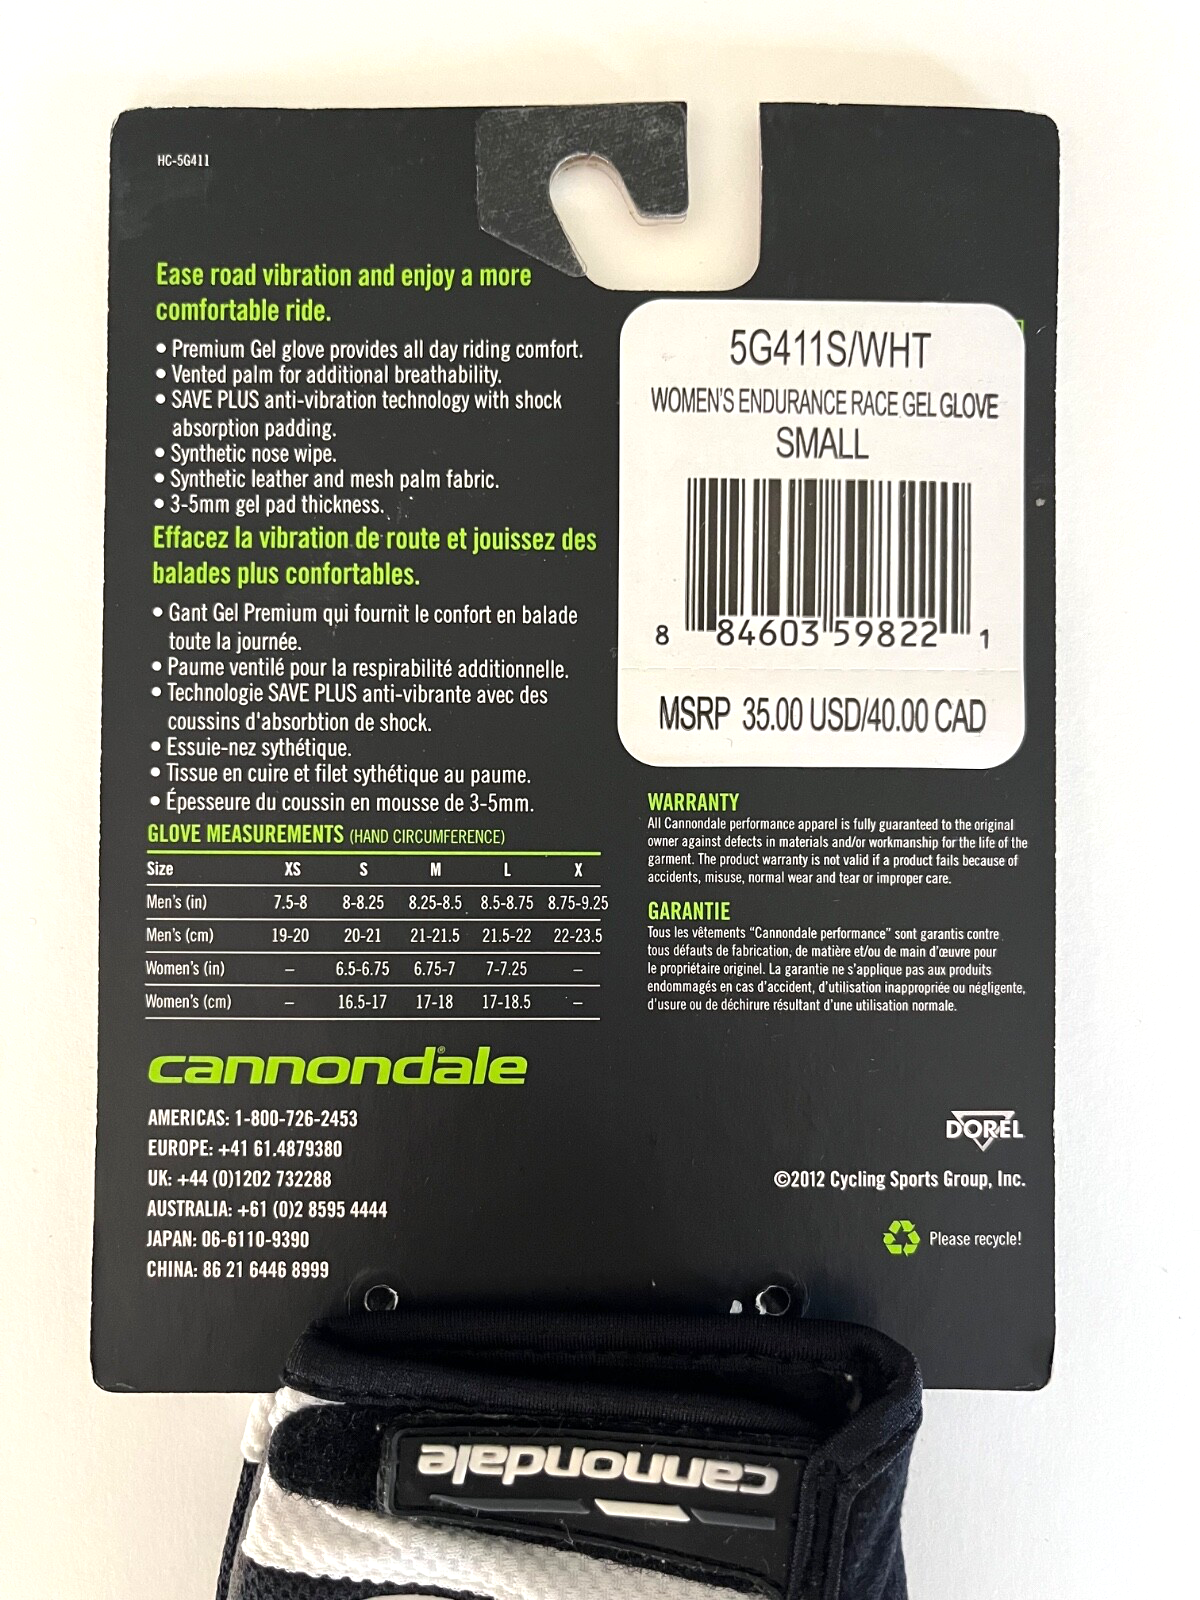 HC-5G411
Ease road vibration and enjoy a more
comfortable ride.
• Premium Gel glove provides all day riding comfort.
• Vented palm for additional breathability.
• SAVE PLUS anti-vibration technology with shock
absorption padding.
• Synthetic nose wipe.
• Synthetic leather and mesh palm fabric.
• 3-5mm gel pad thickness.
Effacez la vibration de route et jouissez des
balades plus confortables.
• Gant Gel Premium qui fournit le confort en balade
toute la journée.
• Paume ventilé pour la respirabilité additionnelle.
• Technologie SAVE PLUS anti-vibrante avec des
coussins d'absorbtion de shock.
• Essuie-nez sythétique.
• Tissue en cuire et filet sythétique au paume.
• Épesseure du coussin en mousse de 3-5mm.
GLOVE MEASUREMENTS (HAND CIRCUMFERENCE)
Size XS S M L X
Men's (in) 7.5-8 8-8.25 8.25-8.5 8.5-8.75 8.75-9.25
Men's (cm) 19-20 20-21 21-21.5 21.5-22 22-23.5
Women's (in) – 6.5-6.75 6.75-7 7-7.25 –
Women's (cm) – 16.5-17 17-18 17-18.5 –
cannondale®
AMERICAS: 1-800-726-2453
EUROPE: +41 61.4879380
UK: +44 (0)1202 732288
AUSTRALIA: +61 (0)2 8595 4444
JAPAN: 06-6110-9390
CHINA: 86 21 6446 8999
5G411S/WHT
WOMEN'S ENDURANCE RACE GEL GLOVE
SMALL
8 84603 59822 1
MSRP 35.00 USD/40.00 CAD
WARRANTY
All Cannondale performance apparel is fully guaranteed to the original
owner against defects in materials and/or workmanship for the life of the
garment. The product warranty is not valid if a product fails because of
accidents, misuse, normal wear and tear or improper care.
GARANTIE
Tous les vêtements “Cannondale performance” sont garantis contre
tous défauts de fabrication, de matière et/ou de main d'œuvre pour
le propriétaire originel. La garantie ne s'applique pas aux produits
endommagés en cas d'accident, d'utilisation inappropriée ou négligente,
d'usure ou de déchirure résultant d'une utilisation normale.
DOREL
©2012 Cycling Sports Group, Inc.
Please recycle!
cannondale